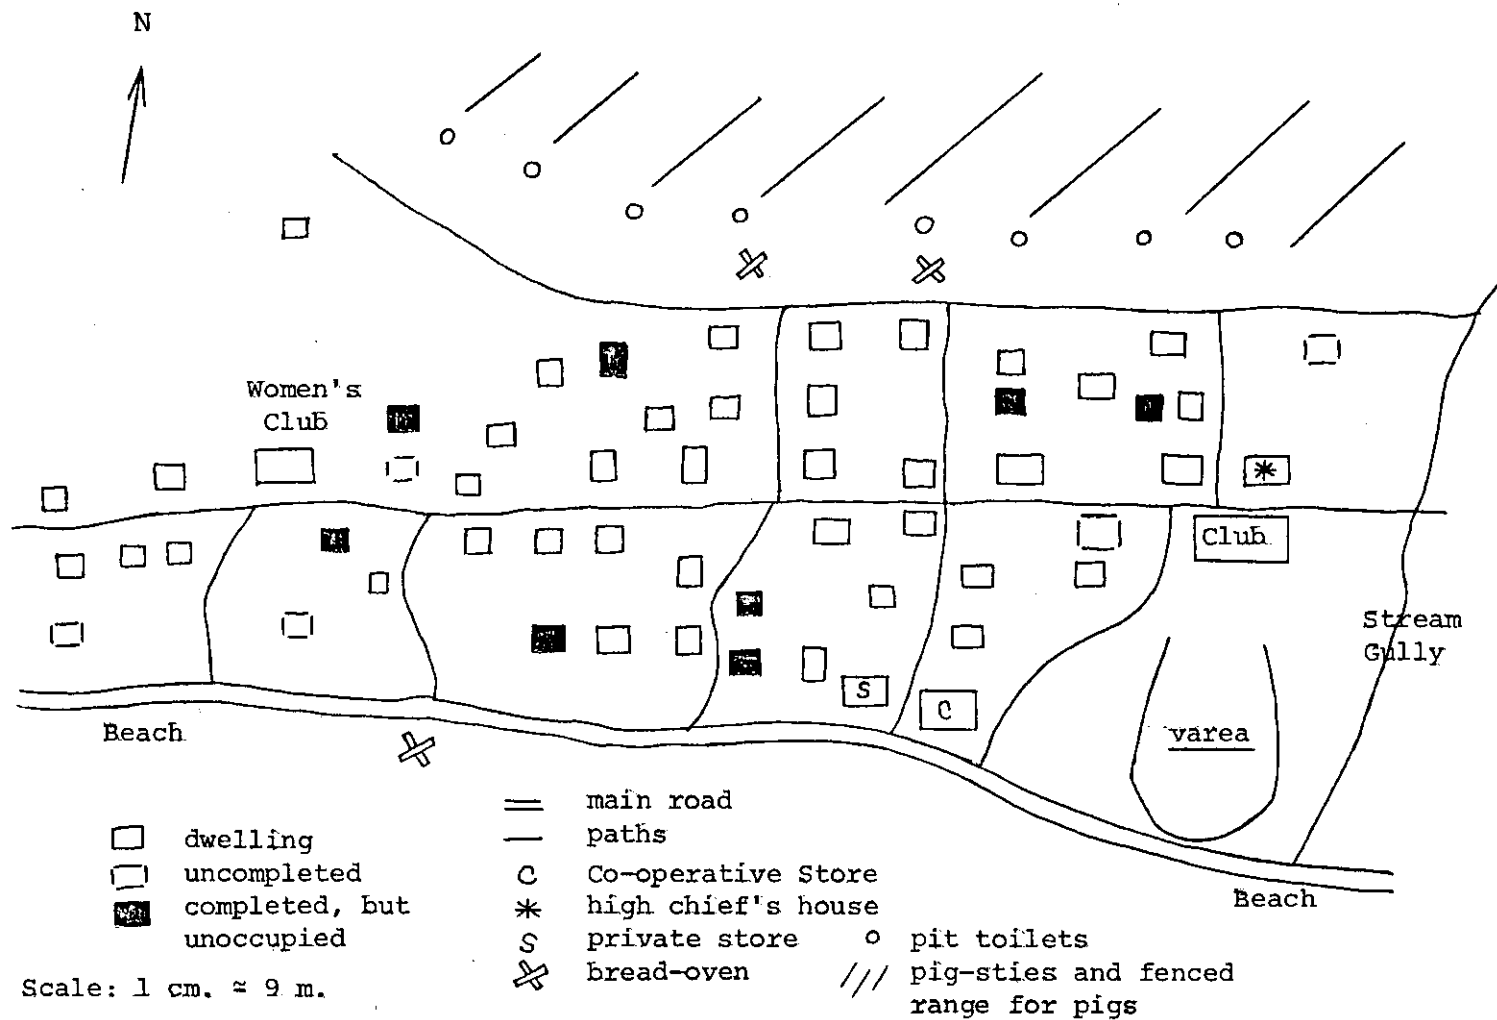 N
Women's
Club
Club
Stream
Gully
S
C
varea
Beach
Beach
dwelling
uncompleted
completed, but
unoccupied
Scale: 1 cm. ≈ 9 m.
main road
paths
C Co-operative Store
high chief's house
S private store
bread-oven
pit toilets
pig-sties and fenced
range for pigs